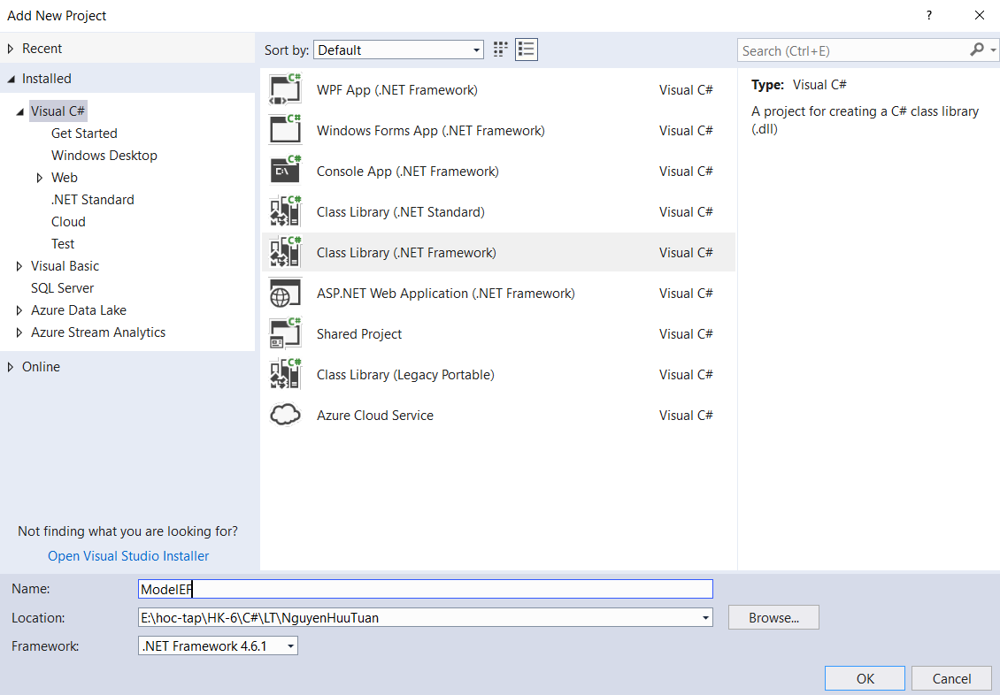 Add New Project
?
Recent
Installed
Visual C#
Get Started
Windows Desktop
Web
.NET Standard
Cloud
Test
Visual Basic
SQL Server
Azure Data Lake
Azure Stream Analytics
Online
Not finding what you are looking for?
Open Visual Studio Installer
Sort by: Default
C# WPF App (.NET Framework) Visual C#
C# Windows Forms App (.NET Framework) Visual C#
C# C:\ Console App (.NET Framework) Visual C#
C# Class Library (.NET Standard) Visual C#
C# Class Library (.NET Framework) Visual C#
ASP.NET Web Application (.NET Framework) Visual C#
C# Shared Project Visual C#
C# Class Library (Legacy Portable) Visual C#
Azure Cloud Service Visual C#
Search (Ctrl+E)
Type: Visual C#
A project for creating a C# class library
(.dll)
Name: ModelEF
Location: E:\hoc-tap\HK-6\C#\LT\NguyenHuuTuan Browse...
Framework: .NET Framework 4.6.1
OK Cancel